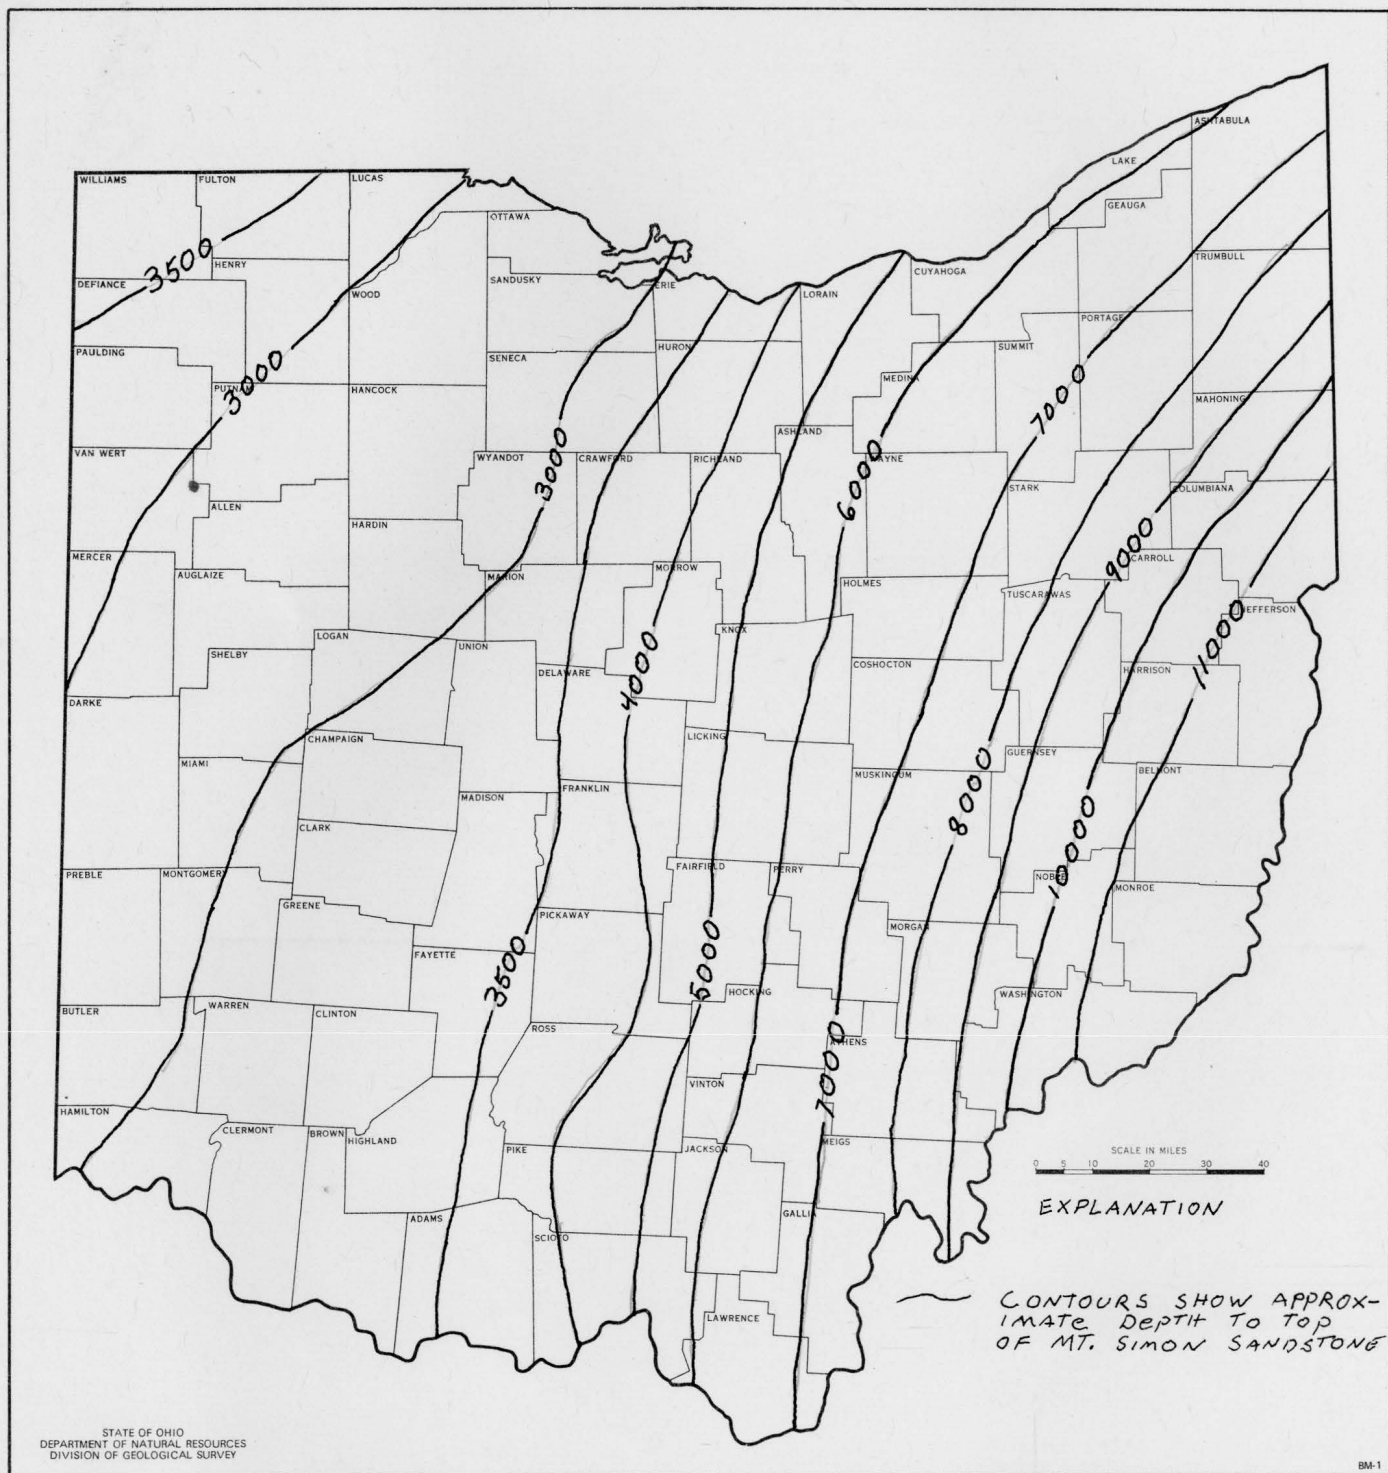 ASHTABULA
LAKE
WILLIAMS
FULTON
LUCAS
GEAUGA
OTTAWA
3500
HENRY
TRUMBULL
CUYAHOGA
DEFIANCE
SANDUSKY
ERIE
WOOD
LORAIN
PORTAGE
PAULDING
SENECA
HURON
SUMMIT
3000
PUTNAM
HANCOCK
MEDINA
7000
MAHONING
VAN WERT
WYANDOT
3000
CRAWFORD
RICHLAND
ASHLAND
6000
WAYNE
STARK
COLUMBIANA
ALLEN
HARDIN
9000
MERCER
AUGLAIZE
MARION
MORROW
HOLMES
CARROLL
TUSCARAWAS
JEFFERSON
11000
LOGAN
KNOX
SHELBY
UNION
4000
DELAWARE
COSHOCTON
HARRISON
DARKE
CHAMPAIGN
LICKING
GUERNSEY
MIAMI
MUSKINGUM
BELMONT
MADISON
FRANKLIN
8000
CLARK
10000
PREBLE
MONTGOMERY
FAIRFIELD
PERRY
NOBLE
MONROE
GREENE
PICKAWAY
MORGAN
FAYETTE
3500
5000
HOCKING
WASHINGTON
BUTLER
WARREN
CLINTON
ROSS
ATHENS
7000
VINTON
HAMILTON
CLERMONT
BROWN
HIGHLAND
PIKE
JACKSON
MEIGS
SCALE IN MILES
0 5 10 20 30 40
ADAMS
SCIOTO
GALLIA
EXPLANATION
LAWRENCE
CONTOURS SHOW APPROX-
IMATE DEPTH TO TOP
OF MT. SIMON SANDSTONE
STATE OF OHIO
DEPARTMENT OF NATURAL RESOURCES
DIVISION OF GEOLOGICAL SURVEY
BM-1